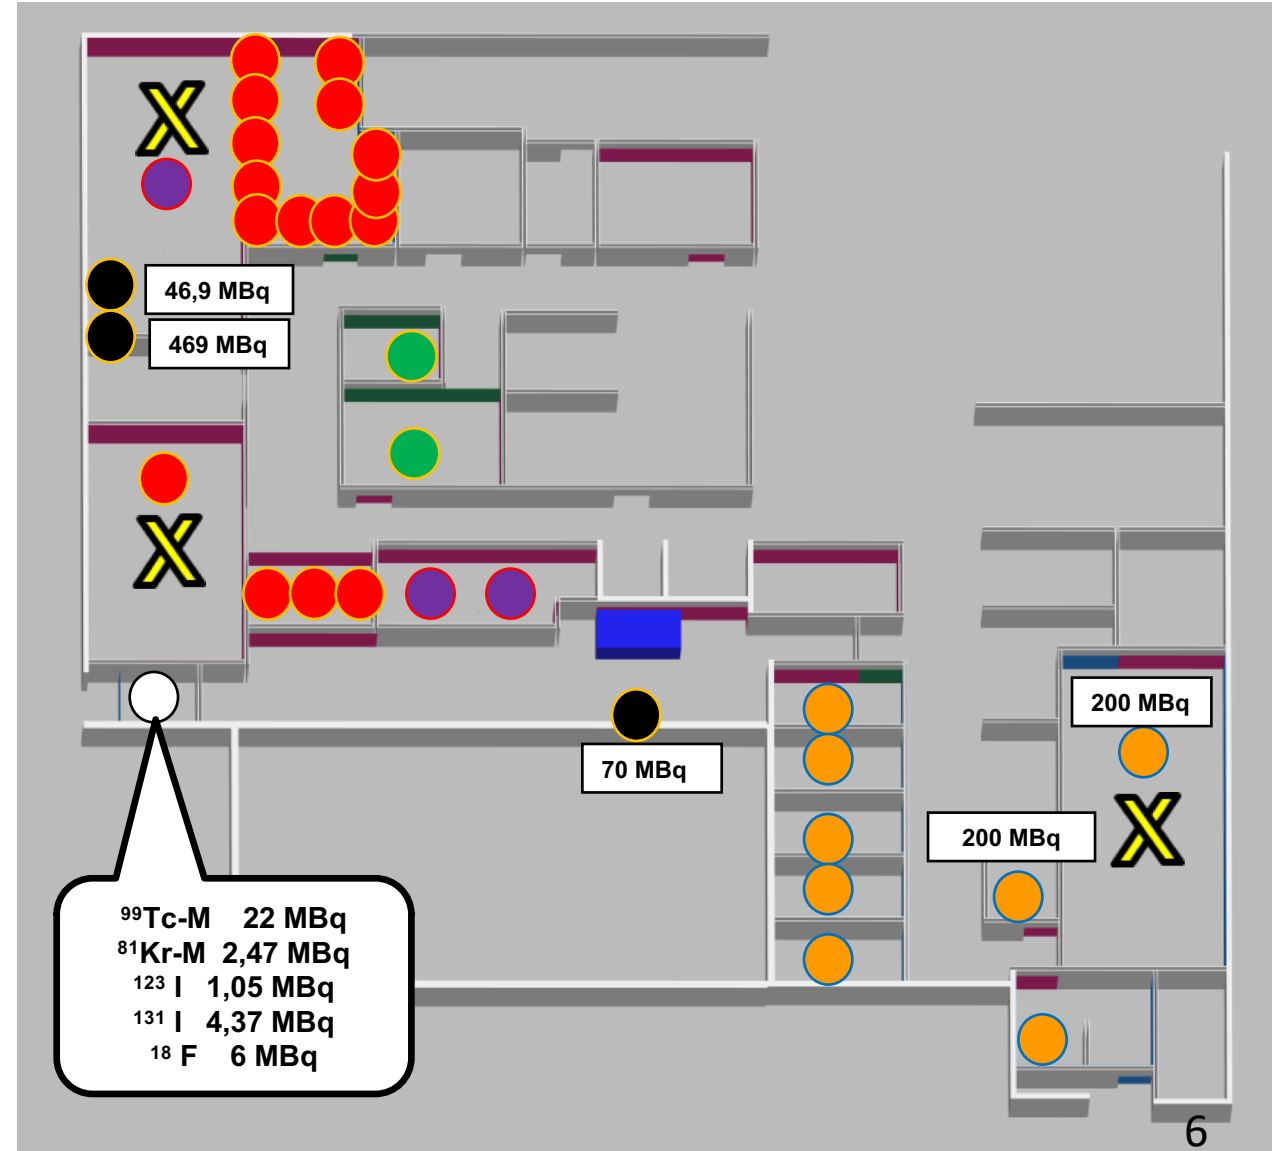 X
46,9 MBq
469 MBq
X
200 MBq
70 MBq
200 MBq
X
99Tc-M 22 MBq
81Kr-M 2,47 MBq
123 I 1,05 MBq
131 I 4,37 MBq
18 F 6 MBq
6